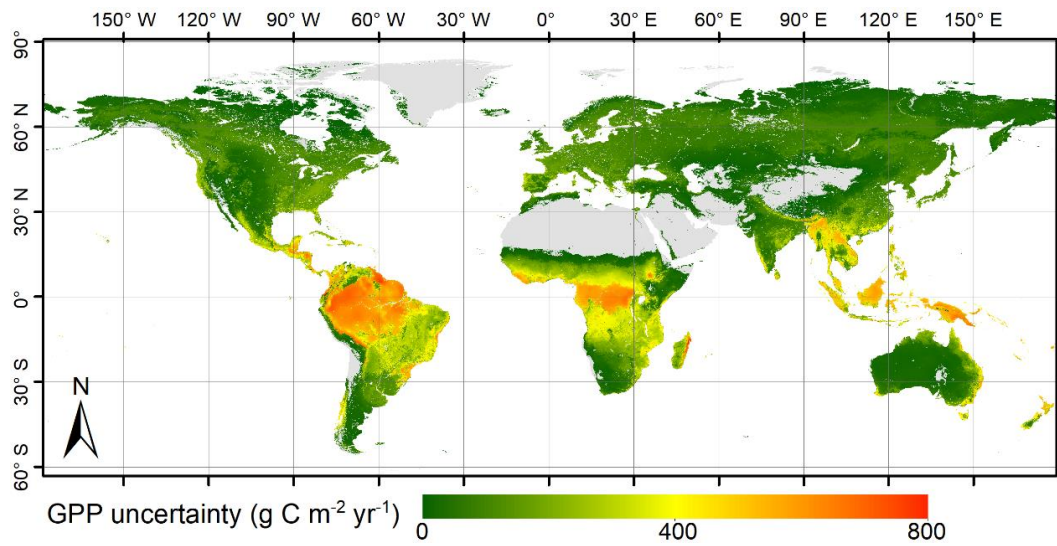 150° W 120° W 90° W 60° W 30° W 0° 30° E 60° E 90° E 120° E 150° E
90°
60° N
30° N
0°
30° S
60° S
N
GPP uncertainty (g C m⁻² yr⁻¹)
0 400 800